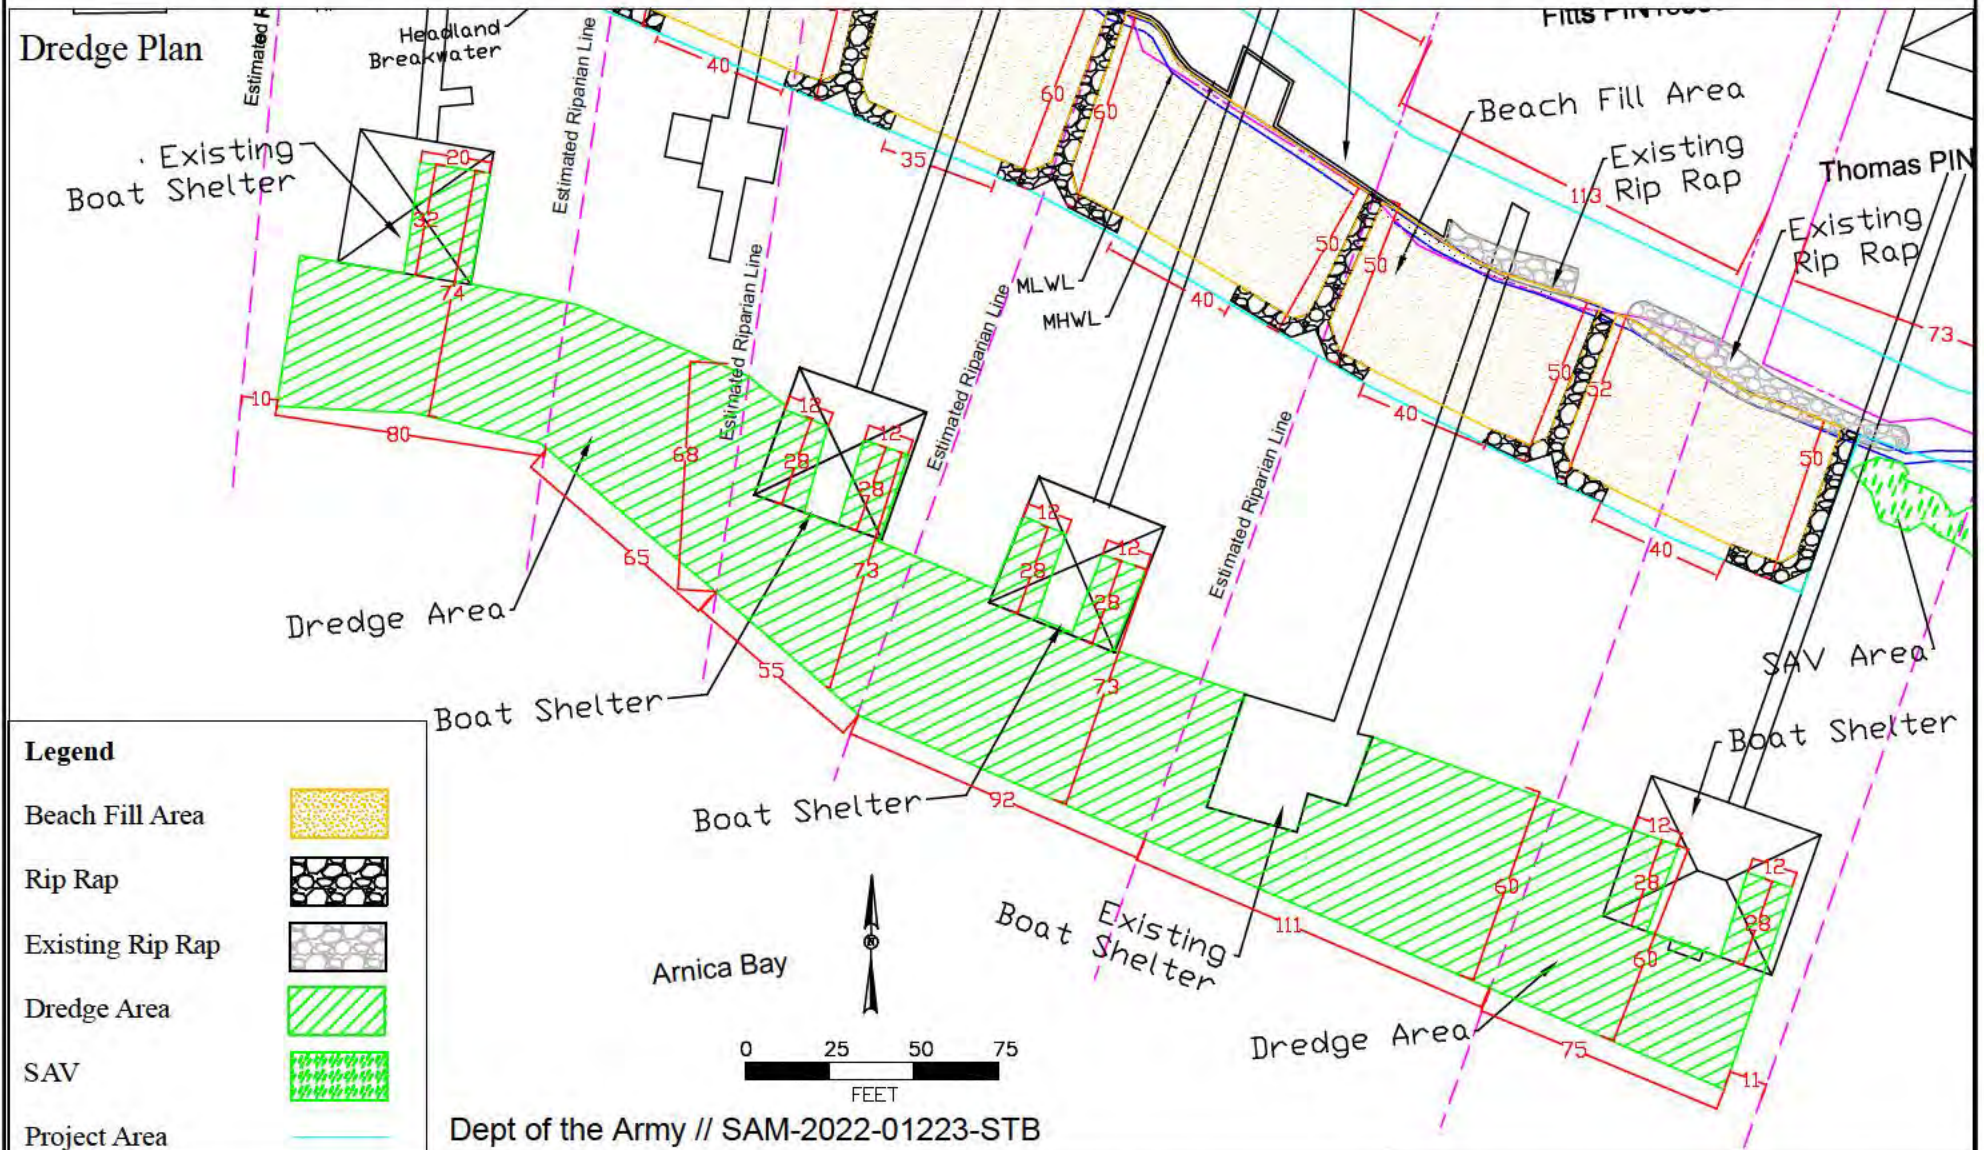 Dredge Plan
Headland
Breakwater
Estimated
Estimated Riparian Line
Estimated Riparian Line
Estimated Riparian Line
Estimated Riparian Line
Existing
Boat Shelter
20
32
74
10
80
40
35
60
60
MLWL
MHWL
Beach Fill Area
Existing
Rip Rap
113
Thomas PIN
Existing
Rip Rap
73
50
50
40
40
50
52
50
40
68
12
28
12
28
65
73
55
12
28
12
28
73
92
Dredge Area
Boat Shelter
Boat Shelter
SAV Area
Boat Shelter
12
28
12
28
60
60
111
75
11
Existing
Boat Shelter
Dredge Area
Arnica Bay
0 25 50 75
FEET
Dept of the Army // SAM-2022-01223-STB
Legend
Beach Fill Area
Rip Rap
Existing Rip Rap
Dredge Area
SAV
Project Area